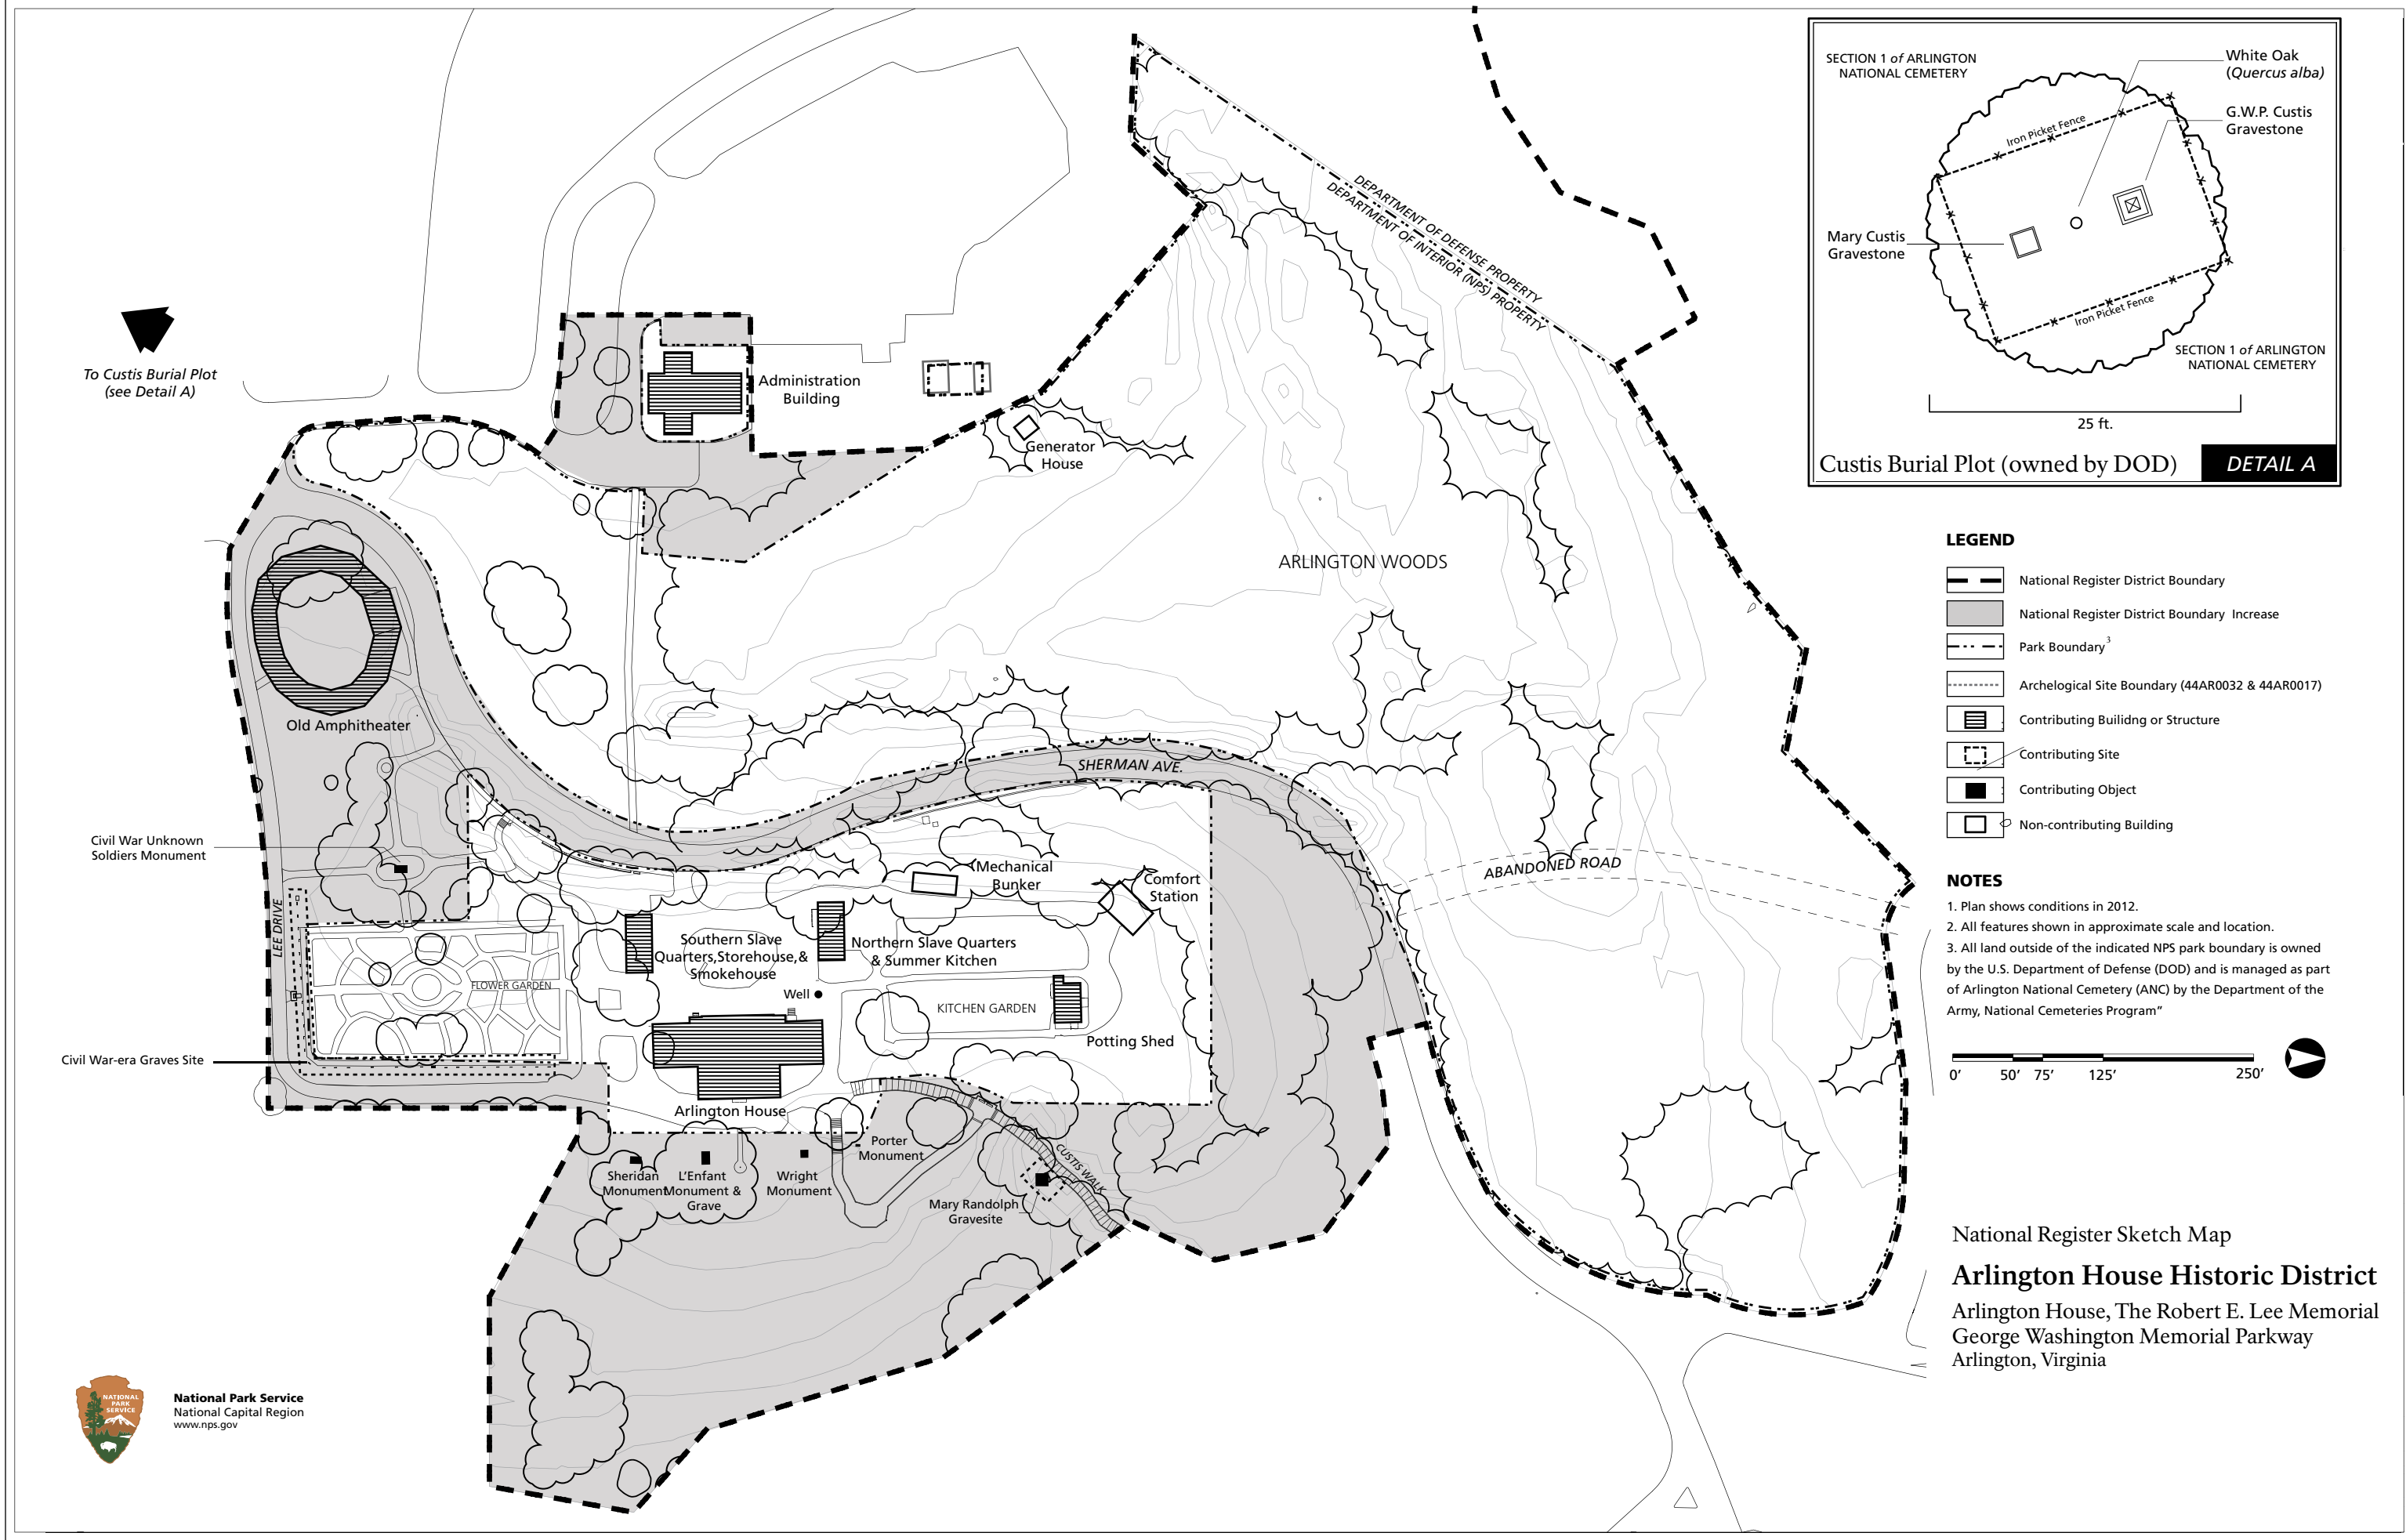 SECTION 1 of ARLINGTON
NATIONAL CEMETERY
White Oak
(Quercus alba)
G.W.P. Custis
Gravestone
Iron Picket Fence
Mary Custis
Gravestone
Iron Picket Fence
SECTION 1 of ARLINGTON
NATIONAL CEMETERY
25 ft.
Custis Burial Plot (owned by DOD)
DETAIL A
DEPARTMENT OF DEFENSE PROPERTY
DEPARTMENT OF INTERIOR (NPS) PROPERTY
To Custis Burial Plot
(see Detail A)
Administration
Building
Generator
House
ARLINGTON WOODS
Old Amphitheater
SHERMAN AVE.
Civil War Unknown
Soldiers Monument
Mechanical
Bunker
Comfort
Station
ABANDONED ROAD
LEE DRIVE
Southern Slave
Quarters,Storehouse,&
Smokehouse
Northern Slave Quarters
& Summer Kitchen
FLOWER GARDEN
Well
KITCHEN GARDEN
Potting Shed
Civil War-era Graves Site
Arlington House
Porter
Monument
Sheridan
Monument
L'Enfant
Monument &
Grave
Wright
Monument
CUSTIS WALK
Mary Randolph
Gravesite
LEGEND
National Register District Boundary
National Register District Boundary Increase
Park Boundary3
Archelogical Site Boundary (44AR0032 & 44AR0017)
Contributing Builidng or Structure
Contributing Site
Contributing Object
Non-contributing Building
NOTES
1. Plan shows conditions in 2012.
2. All features shown in approximate scale and location.
3. All land outside of the indicated NPS park boundary is owned
by the U.S. Department of Defense (DOD) and is managed as part
of Arlington National Cemetery (ANC) by the Department of the
Army, National Cemeteries Program”
0’ 50’ 75’ 125’ 250’
National Register Sketch Map
Arlington House Historic District
Arlington House, The Robert E. Lee Memorial
George Washington Memorial Parkway
Arlington, Virginia
NATIONAL
PARK
SERVICE
National Park Service
National Capital Region
www.nps.gov